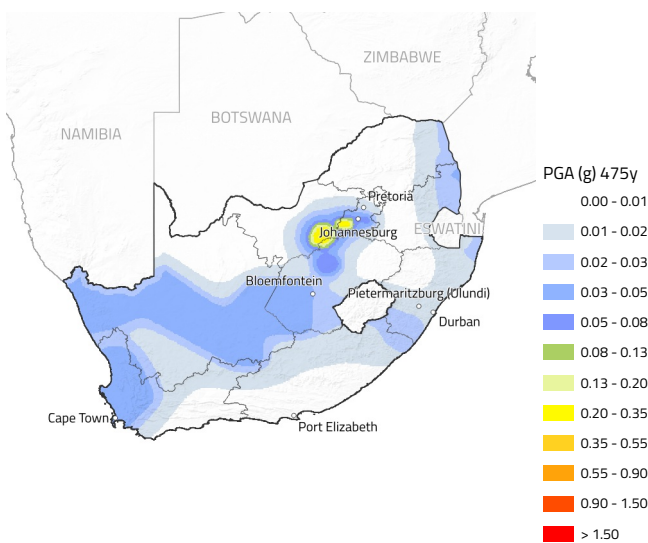 ZIMBABWE
BOTSWANA
NAMIBIA
Pretoria
Johannesburg
ESWATINI
Bloemfontein
Pietermaritzburg (Ulundi)
Durban
Cape Town
Port Elizabeth
PGA (g) 475y
0.00 - 0.01
0.01 - 0.02
0.02 - 0.03
0.03 - 0.05
0.05 - 0.08
0.08 - 0.13
0.13 - 0.20
0.20 - 0.35
0.35 - 0.55
0.55 - 0.90
0.90 - 1.50
> 1.50